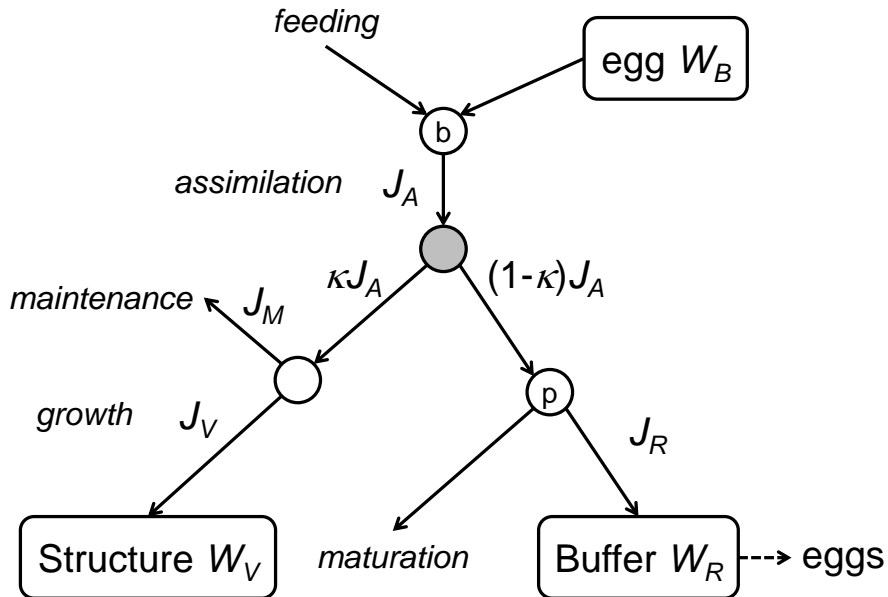 feeding
egg W_B
b
assimilation J_A
κJ_A (1-κ)J_A
maintenance J_M
p
growth J_V
J_R
Structure W_V
maturation
Buffer W_R
eggs